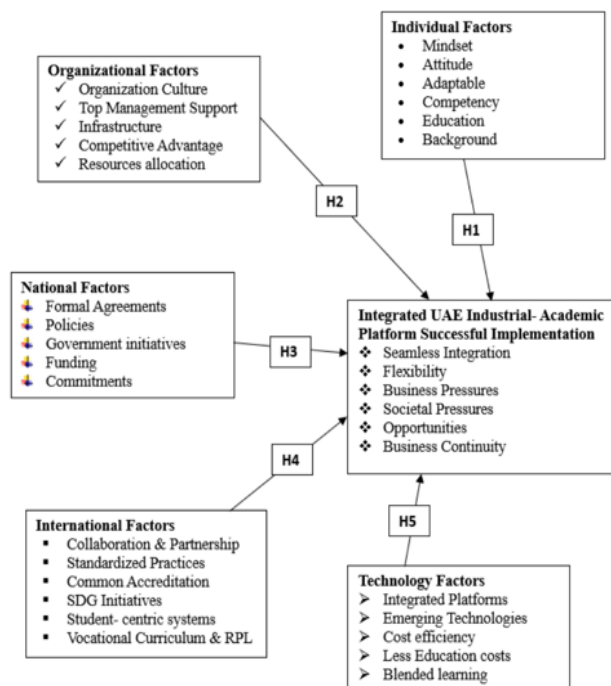 Individual Factors
Mindset
Attitude
Adaptable
Competency
Education
Background
Organizational Factors
Organization Culture
Top Management Support
Infrastructure
Competitive Advantage
Resources allocation
H2
H1
National Factors
Formal Agreements
Policies
Government initiatives
Funding
Commitments
H3
Integrated UAE Industrial- Academic
Platform Successful Implementation
Seamless Integration
Flexibility
Business Pressures
Societal Pressures
Opportunities
Business Continuity
H4
International Factors
Collaboration & Partnership
Standardized Practices
Common Accreditation
SDG Initiatives
Student- centric systems
Vocational Curriculum & RPL
H5
Technology Factors
Integrated Platforms
Emerging Technologies
Cost efficiency
Less Education costs
Blended learning